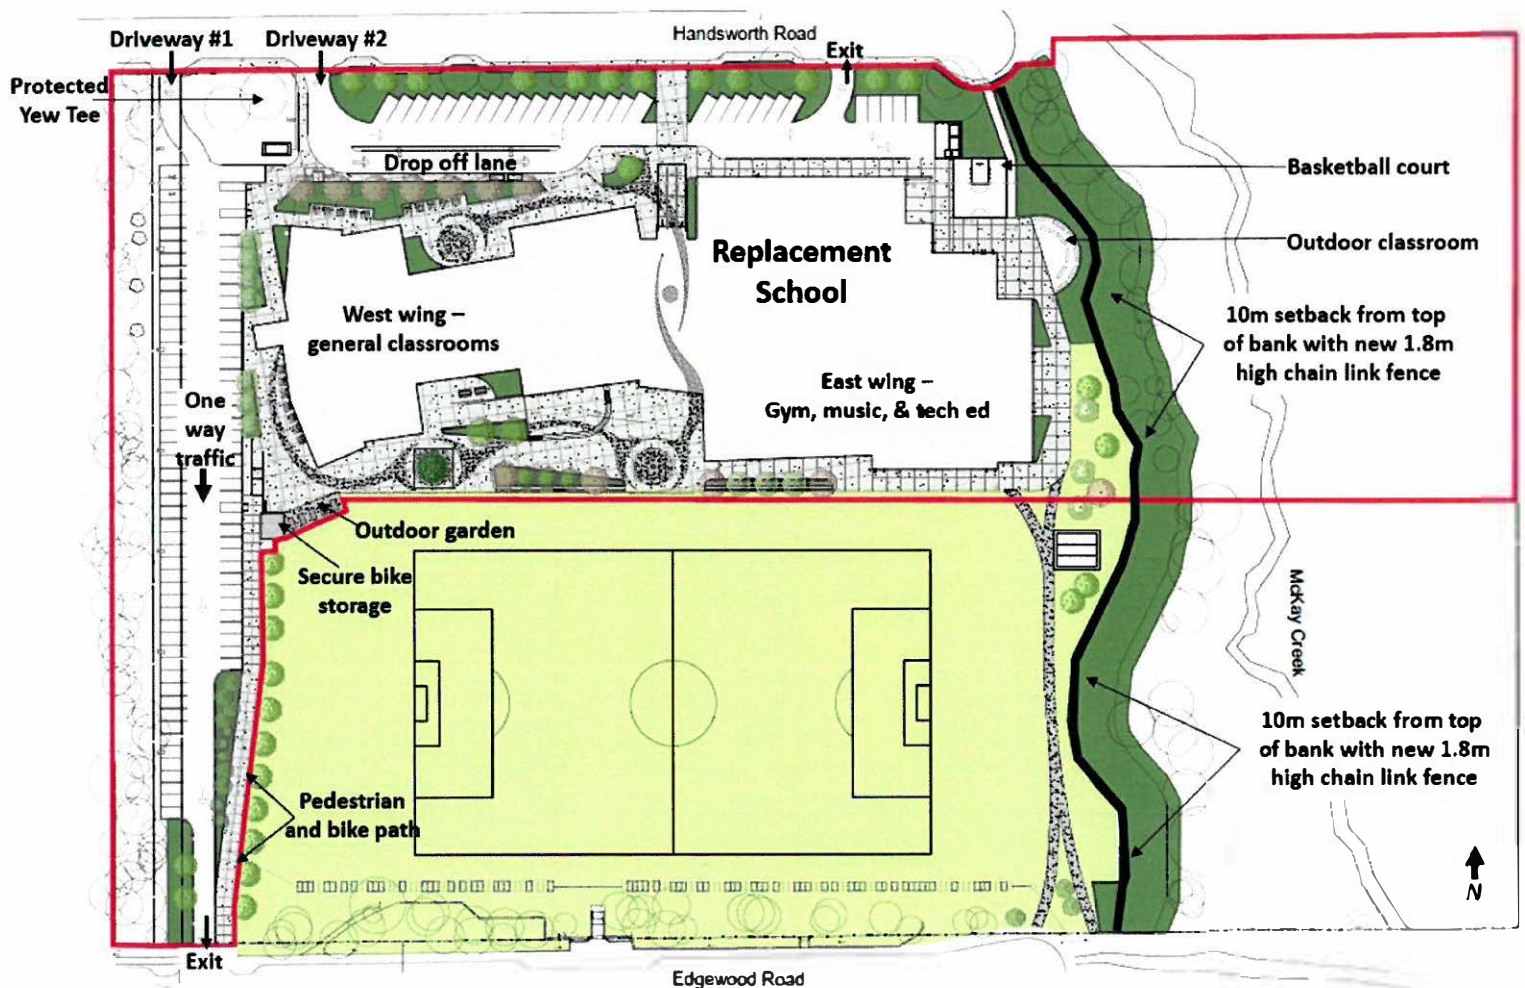 Handsworth Road
Driveway #1
Driveway #2
Exit
Protected
Yew Tee
Drop off lane
Basketball court
Replacement
School
Outdoor classroom
West wing –
general classrooms
10m setback from top
of bank with new 1.8m
high chain link fence
East wing –
Gym, music, & tech ed
One
way
traffic
Outdoor garden
Secure bike
storage
McKay Creek
10m setback from top
of bank with new 1.8m
high chain link fence
Pedestrian
and bike path
N
Exit
Edgewood Road